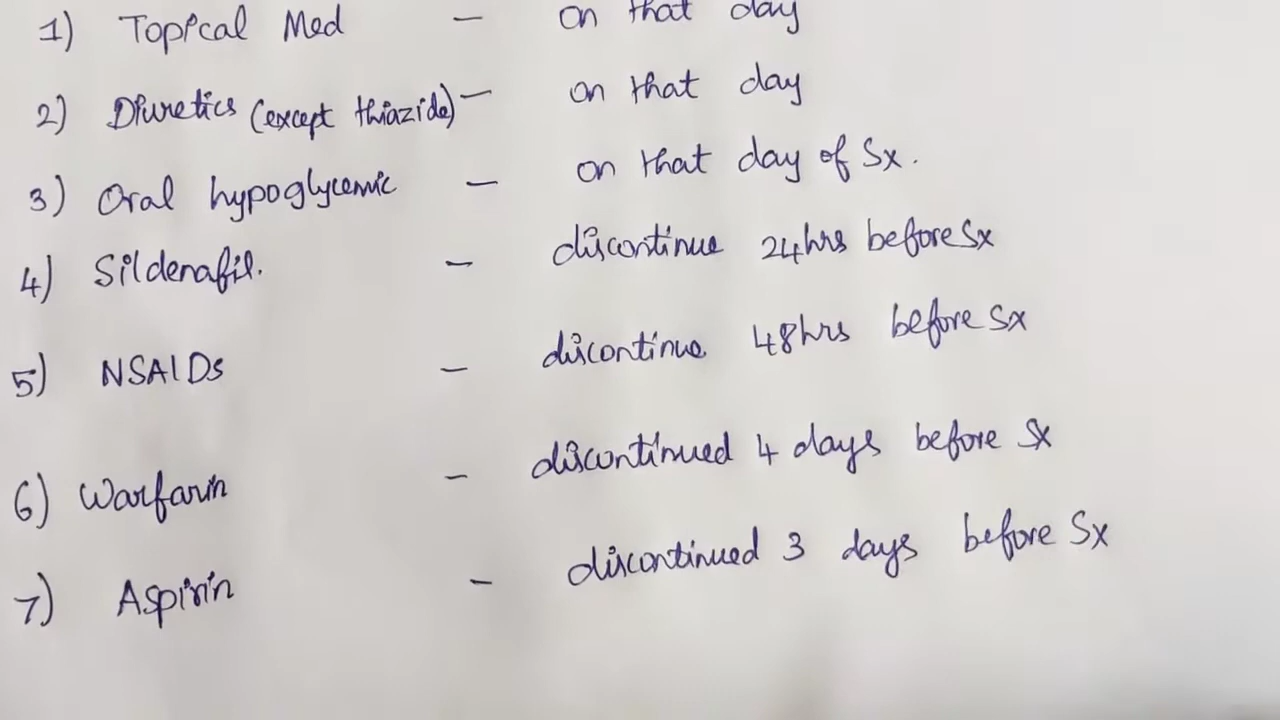 1) Topical Med - on that day
2) Diuretics (except thiazide) - on that day
3) Oral hypoglycemic - on that day of Sx.
4) Sildenafil. - discontinue 24hrs before Sx
5) NSAIDs - discontinue 48hrs before Sx
6) Warfarin - discontinued 4 days before Sx
7) Aspirin - discontinued 3 days before Sx